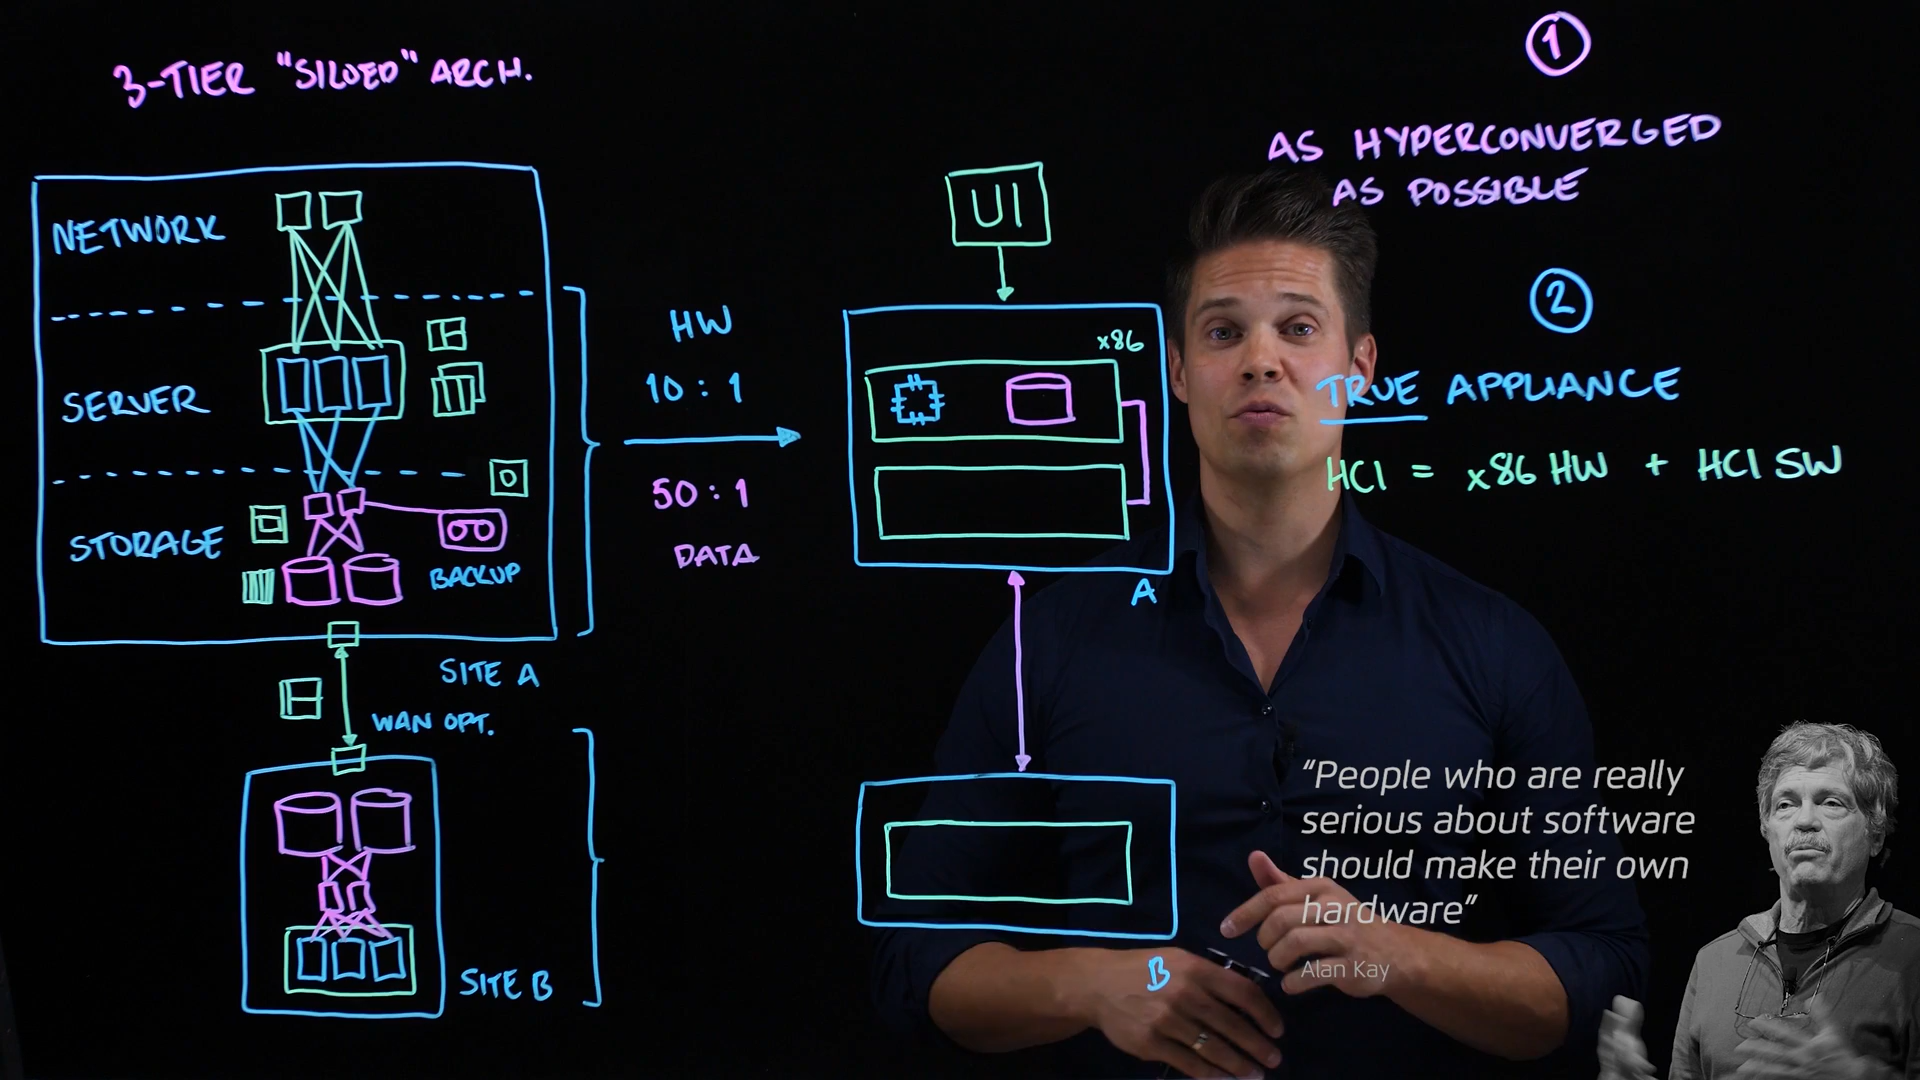 3-TIER "SILOED" ARCH.
NETWORK
SERVER
STORAGE
BACKUP
SITE A
WAN OPT.
SITE B
HW
10 : 1
50 : 1
DATA
UI
x86
A
B
1
AS HYPERCONVERGED
AS POSSIBLE
2
TRUE APPLIANCE
HCI = x86 HW + HCI SW
“People who are really
serious about software
should make their own
hardware”
Alan Kay